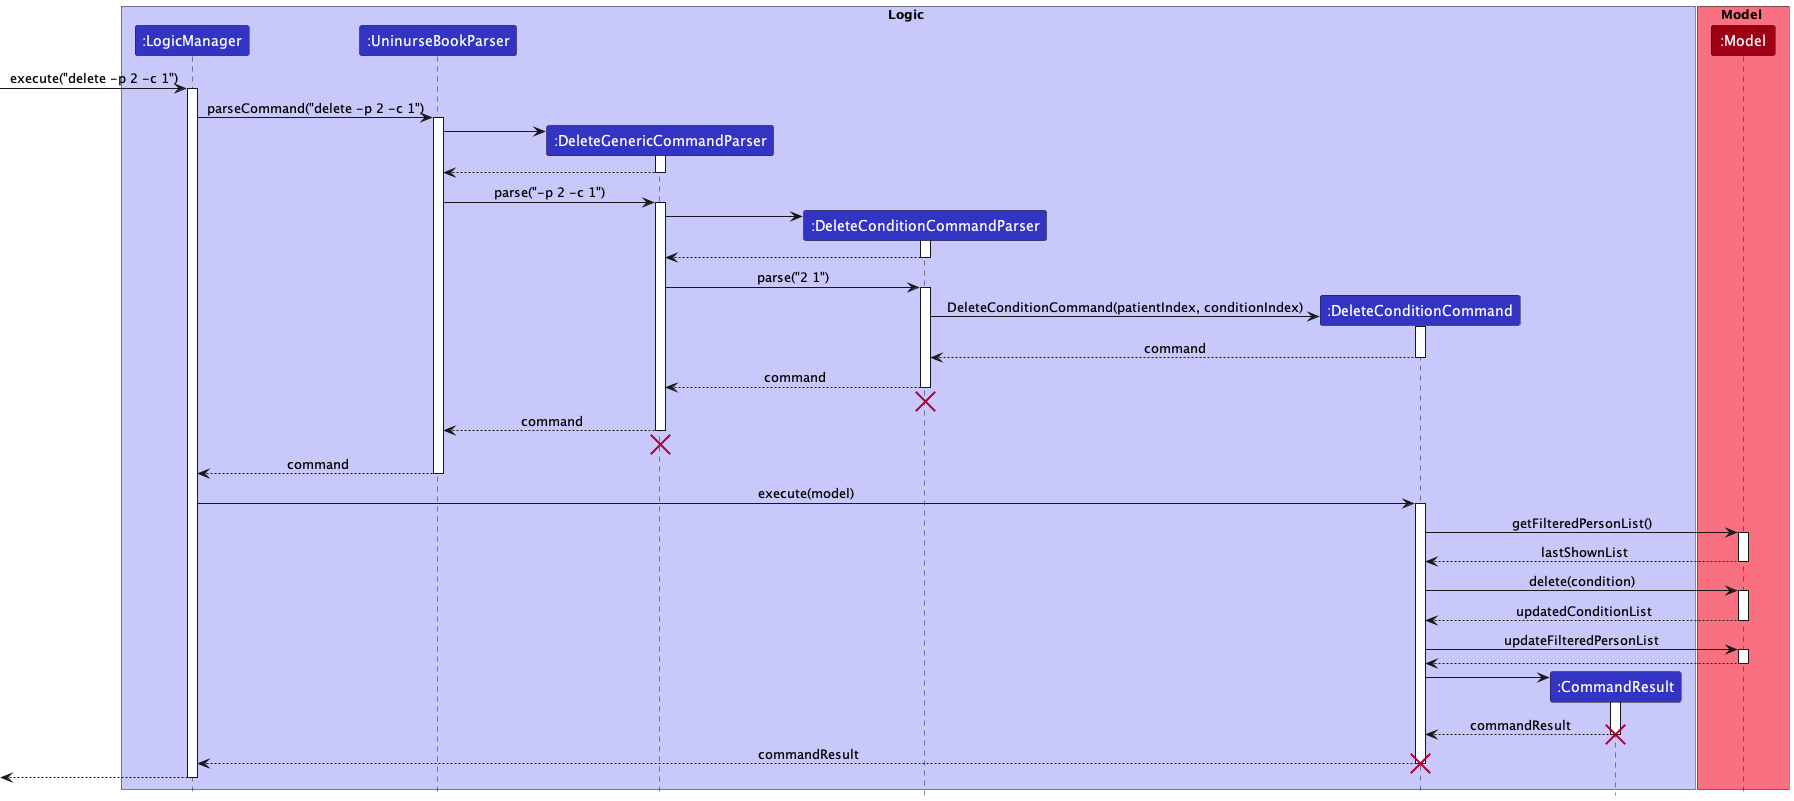 Logic
Model
:LogicManager
:UninurseBookParser
:Model
execute("delete -p 2 -c 1")
parseCommand("delete -p 2 -c 1")
:DeleteGenericCommandParser
parse("-p 2 -c 1")
:DeleteConditionCommandParser
parse("2 1")
DeleteConditionCommand(patientIndex, conditionIndex)
:DeleteConditionCommand
command
command
command
command
execute(model)
getFilteredPersonList()
lastShownList
delete(condition)
updatedConditionList
updateFilteredPersonList
:CommandResult
commandResult
commandResult